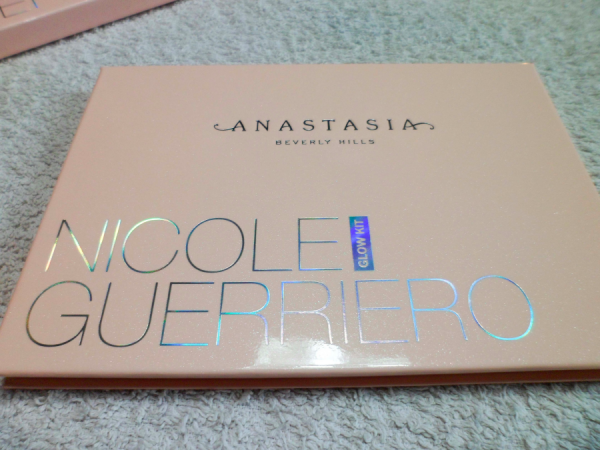 ANASTASIA
BEVERLY HILLS
NICOLE
GLOW KIT
GUERRIERO